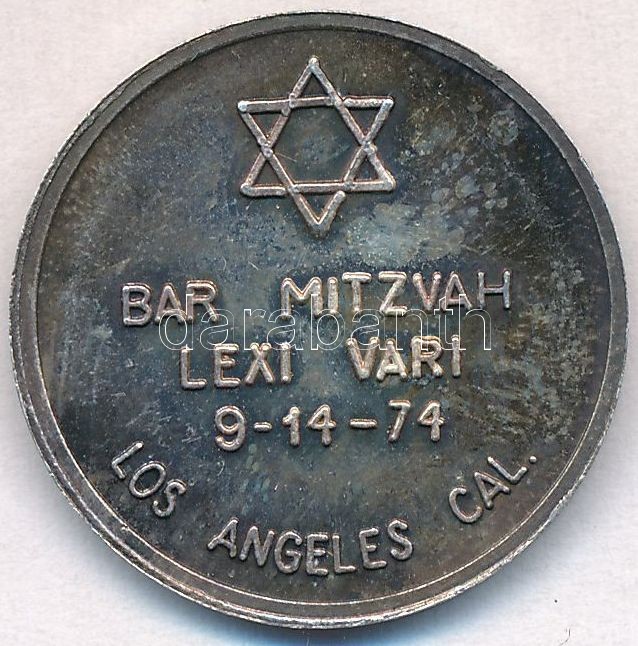 BAR MITZVAH
darabanth
LEXI VARI
9-14-74
LOS ANGELES CAL.